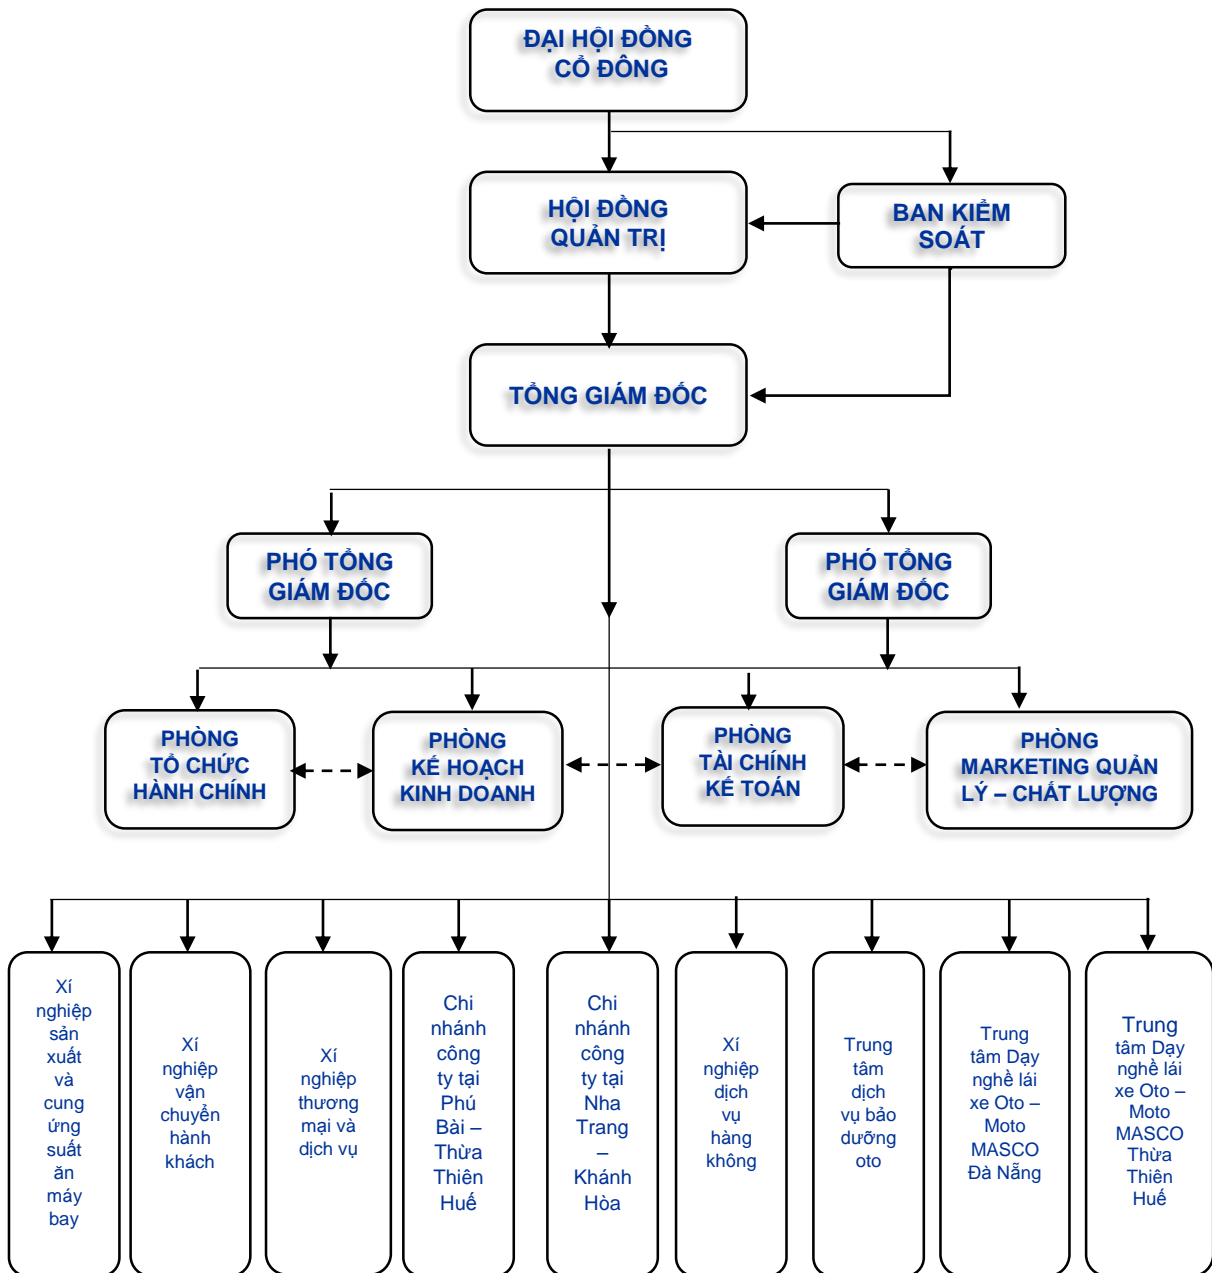 ĐẠI HỘI ĐỒNG
CỔ ĐÔNG
HỘI ĐỒNG
QUẢN TRỊ
BAN KIỂM
SOÁT
TỔNG GIÁM ĐỐC
PHÓ TỔNG
GIÁM ĐỐC
PHÓ TỔNG
GIÁM ĐỐC
PHÒNG
TỔ CHỨC
HÀNH CHÍNH
PHÒNG
KẾ HOẠCH
KINH DOANH
PHÒNG
TÀI CHÍNH
KẾ TOÁN
PHÒNG
MARKETING QUẢN
LÝ – CHẤT LƯỢNG
Xí
nghiệp
sản
xuất
và
cung
ứng
suất
ăn
máy
bay
Xí
nghiệp
vận
chuyển
hành
khách
Xí
nghiệp
thương
mại và
dịch vụ
Chi
nhánh
công
ty tại
Phú
Bài –
Thừa
Thiên
Huế
Chi
nhánh
công
ty tại
Nha
Trang
–
Khánh
Hòa
Xí
nghiệp
dịch
vụ
hàng
không
Trung
tâm
dịch
vụ bảo
dưỡng
oto
Trung
tâm Dạy
nghề lái
xe Oto –
Moto
MASCO
Đà Nẵng
Trung
tâm Dạy
nghề lái
xe Oto –
Moto
MASCO
Thừa
Thiên
Huế